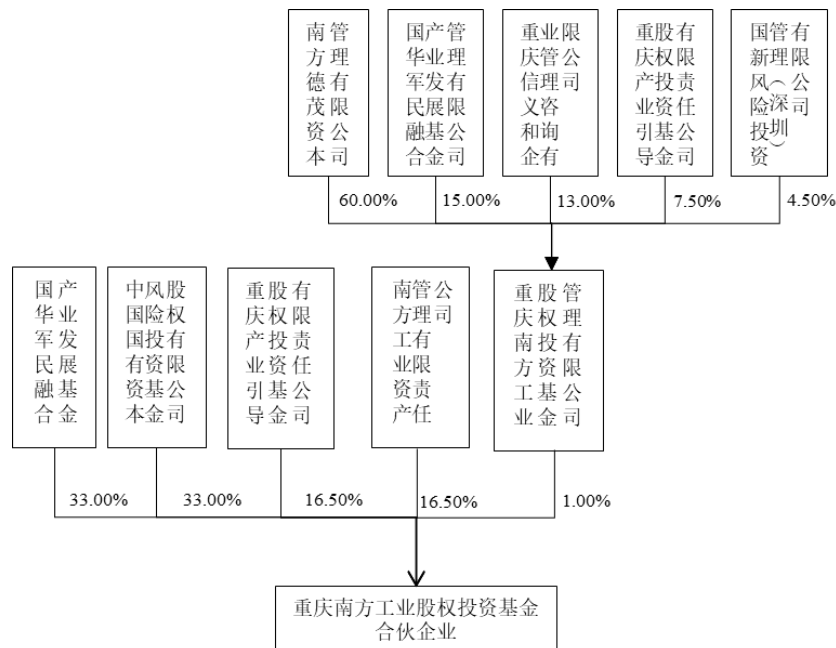 南方德茂资本
管理有限公司
国华军民融合
产业发展基金
管理有限公司
重庆信义和企
业管理咨询有
限公司
重庆产业引导
股权投资基金
有限责任公司
国新风险投资
管理（深圳）
有限公司
60.00%
15.00%
13.00%
7.50%
4.50%
国华军民融合
产业发展基金
中国国有资本
风险投资基金
股权有限公司
重庆产业引导
股权投资基金
有限责任公司
南方工业资产
管理有限责任
公司
重庆南方工业
股权投资基金
管理有限公司
33.00%
33.00%
16.50%
16.50%
1.00%
重庆南方工业股权投资基金
合伙企业